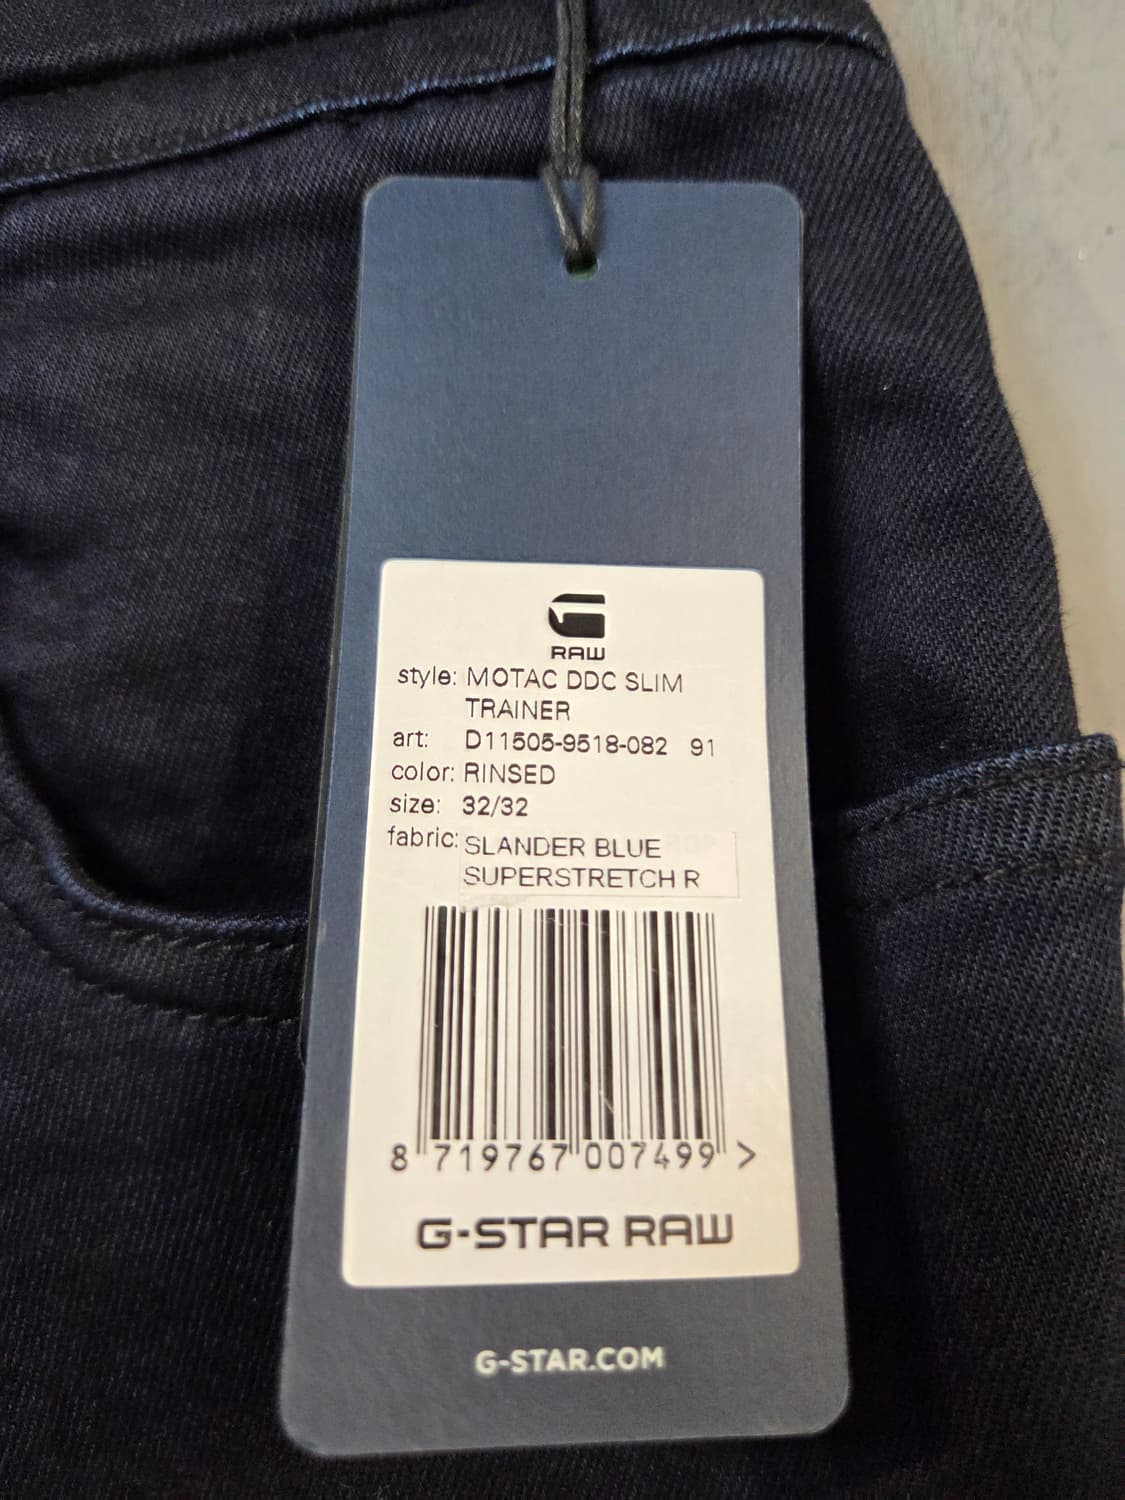 RAW
style: MOTAC DDC SLIM
TRAINER
art: D11505-9518-082 91
color: RINSED
size: 32/32
fabric: SLANDER BLUE
SUPERSTRETCH R
8 719767 007499 >
G-STAR RAW
G-STAR.COM